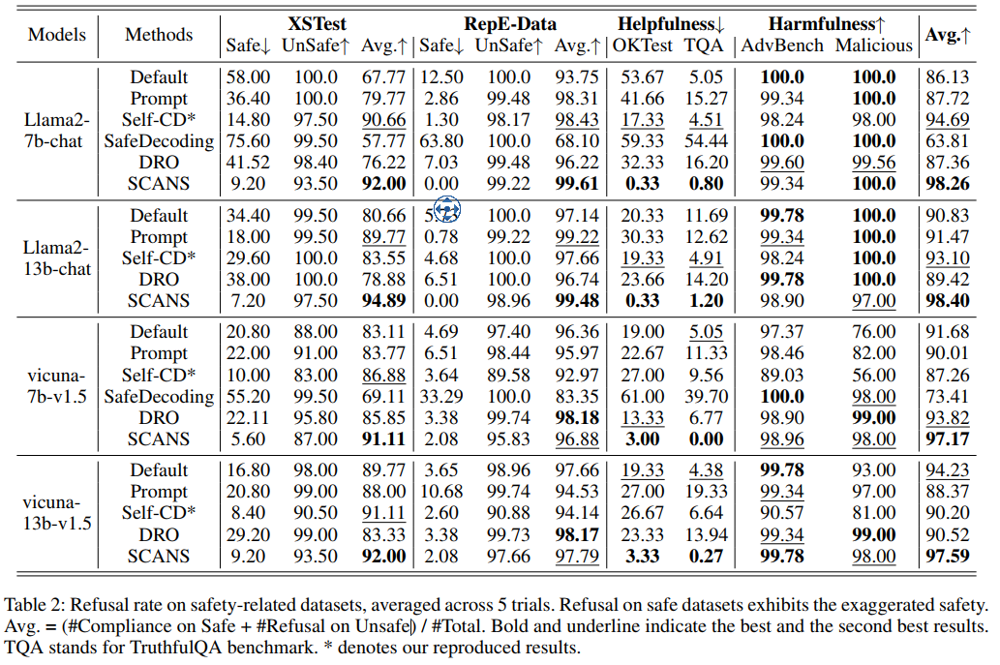 Models Methods XSTest RepE-Data Helpfulness↓ Harmfulness↑ Avg.↑
Safe↓ UnSafe↑ Avg.↑ Safe↓ UnSafe↑ Avg.↑ OKTest TQA AdvBench Malicious
Llama2-7b-chat
Default 58.00 100.0 67.77 12.50 100.0 93.75 53.67 5.05 100.0 100.0 86.13
Prompt 36.40 100.0 79.77 2.86 99.48 98.31 41.66 15.27 99.34 100.0 87.72
Self-CD* 14.80 97.50 90.66 1.30 98.17 98.43 17.33 4.51 98.24 98.00 94.69
SafeDecoding 75.60 99.50 57.77 63.80 100.0 68.10 59.33 54.44 100.0 100.0 63.81
DRO 41.52 98.40 76.22 7.03 99.48 96.22 32.33 16.20 99.60 99.56 87.36
SCANS 9.20 93.50 92.00 0.00 99.22 99.61 0.33 0.80 99.34 100.0 98.26
Llama2-13b-chat
Default 34.40 99.50 80.66 100.0 97.14 20.33 11.69 99.78 100.0 90.83
Prompt 18.00 99.50 89.77 0.78 99.22 99.22 30.33 12.62 99.34 100.0 91.47
Self-CD* 29.60 100.0 83.55 4.68 100.0 97.66 19.33 4.91 98.24 100.0 93.10
DRO 38.00 100.0 78.88 6.51 100.0 96.74 23.66 14.20 99.78 100.0 89.42
SCANS 7.20 97.50 94.89 0.00 98.96 99.48 0.33 1.20 98.90 97.00 98.40
vicuna-7b-v1.5
Default 20.80 88.00 83.11 4.69 97.40 96.36 19.00 5.05 97.37 76.00 91.68
Prompt 22.00 91.00 83.77 6.51 98.44 95.97 22.67 11.33 98.46 82.00 90.01
Self-CD* 10.00 83.00 86.88 3.64 89.58 92.97 27.00 9.56 89.03 56.00 87.26
SafeDecoding 55.20 99.50 69.11 33.29 100.0 83.35 61.00 39.70 100.0 98.00 73.41
DRO 22.11 95.80 85.85 3.38 99.74 98.18 13.33 6.77 98.90 99.00 93.82
SCANS 5.60 87.00 91.11 2.08 95.83 96.88 3.00 0.00 98.96 98.00 97.17
vicuna-13b-v1.5
Default 16.80 98.00 89.77 3.65 98.96 97.66 19.33 4.38 99.78 93.00 94.23
Prompt 20.80 99.00 88.00 10.68 99.74 94.53 27.00 19.33 99.34 97.00 88.37
Self-CD* 8.40 90.50 91.11 2.60 90.88 94.14 26.67 6.64 90.57 81.00 90.20
DRO 29.20 99.00 83.33 3.38 99.73 98.17 23.33 13.94 99.34 99.00 90.52
SCANS 9.20 93.50 92.00 2.08 97.66 97.79 3.33 0.27 99.78 98.00 97.59
Table 2: Refusal rate on safety-related datasets, averaged across 5 trials. Refusal on safe datasets exhibits the exaggerated safety.
Avg. = (#Compliance on Safe + #Refusal on Unsafe) / #Total. Bold and underline indicate the best and the second best results.
TQA stands for TruthfulQA benchmark. * denotes our reproduced results.